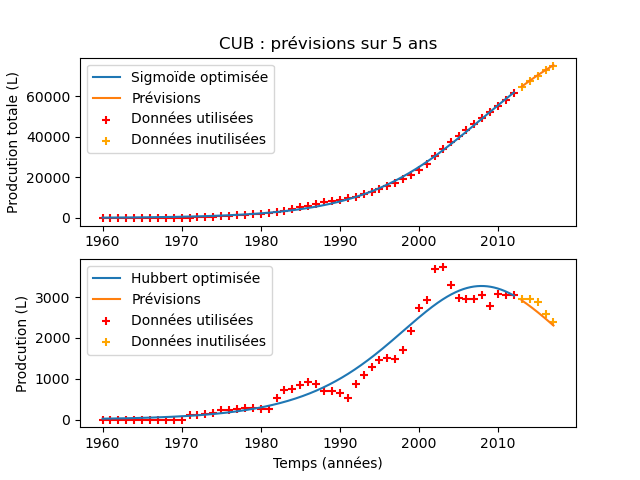 CUB : prévisions sur 5 ans
Prodcution totale (L)
60000
40000
20000
0
Sigmoïde optimisée
Prévisions
Données utilisées
Données inutilisées
1960 1970 1980 1990 2000 2010
Prodcution (L)
3000
2000
1000
0
Hubbert optimisée
Prévisions
Données utilisées
Données inutilisées
1960 1970 1980 1990 2000 2010
Temps (années)